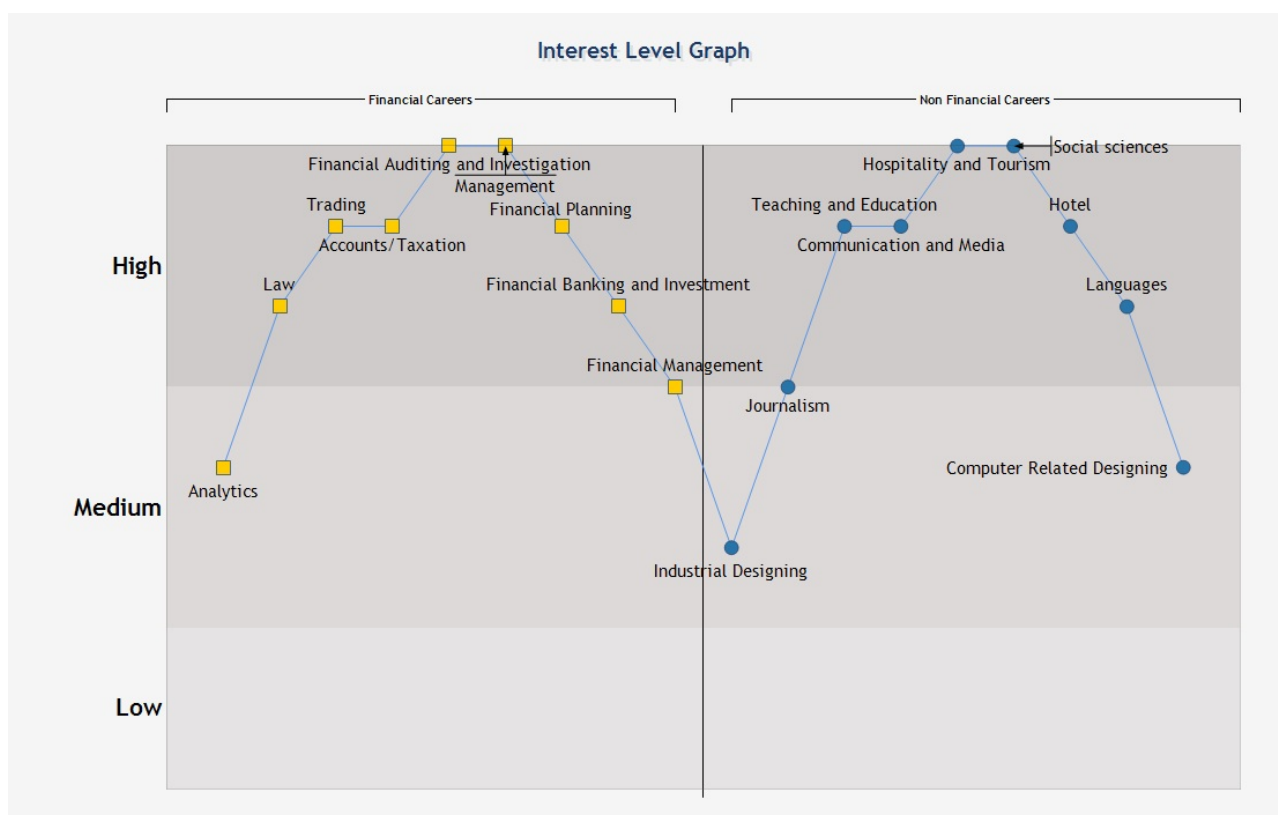 Interest Level Graph
Financial Careers
Non Financial Careers
Social sciences
Financial Auditing and Investigation
Hospitality and Tourism
Management
Trading
Financial Planning
Teaching and Education
Hotel
Accounts/Taxation
Communication and Media
High
Law
Financial Banking and Investment
Languages
Financial Management
Journalism
Computer Related Designing
Analytics
Medium
Industrial Designing
Low